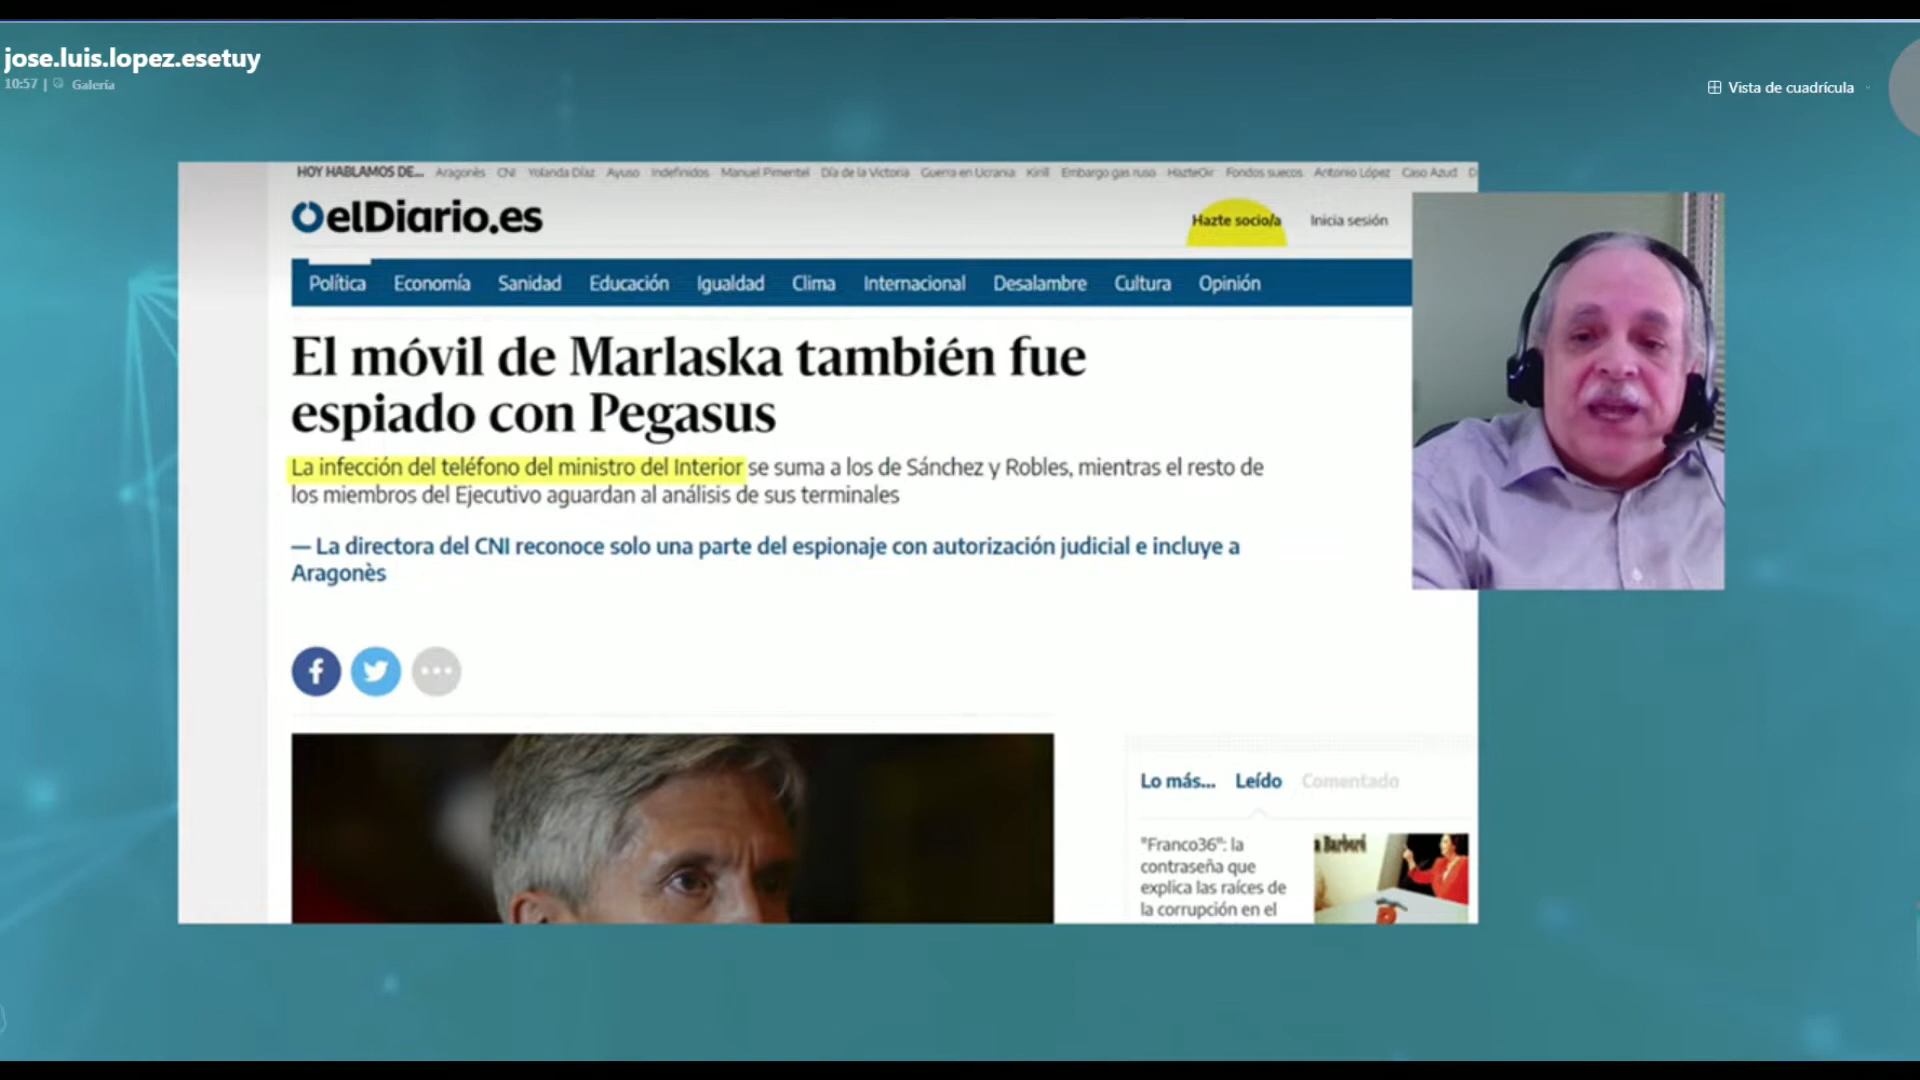 jose.luis.lopez.esetuy
10:57 | Galería
Vista de cuadrícula
HOY HABLAMOS DE... Aragonès CNI Yolanda Díaz Ayuso Indefinidos Manuel Pimentel Día de la Victoria Guerra en Ucrania Kirill Embargo gas ruso HazteOir Fondos suecos Antonio López Caso Azud D
elDiario.es
Hazte socio/a
Inicia sesión
Política Economía Sanidad Educación Igualdad Clima Internacional Desalambre Cultura Opinión
El móvil de Marlaska también fue
espiado con Pegasus
La infección del teléfono del ministro del Interior se suma a los de Sánchez y Robles, mientras el resto de
los miembros del Ejecutivo aguardan al análisis de sus terminales
— La directora del CNI reconoce solo una parte del espionaje con autorización judicial e incluye a
Aragonès
Lo más... Leído Comentado
"Franco36": la
contraseña que
explica las raíces de
la corrupción en el
a Barberá